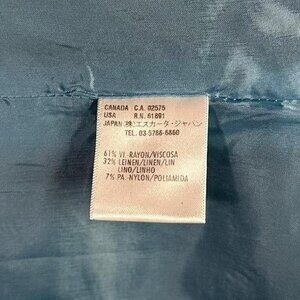 CANADA C.A. 02575
USA R.N. 61891
JAPAN (株)エスカーダ・ジャパン
TEL. 03-5786-6860
61% VI. RAYON/VISCOSA
32% LEINEN/LINEN/LIN
LINO/LINHO
7% PA. NYLON/POLIAMIDA